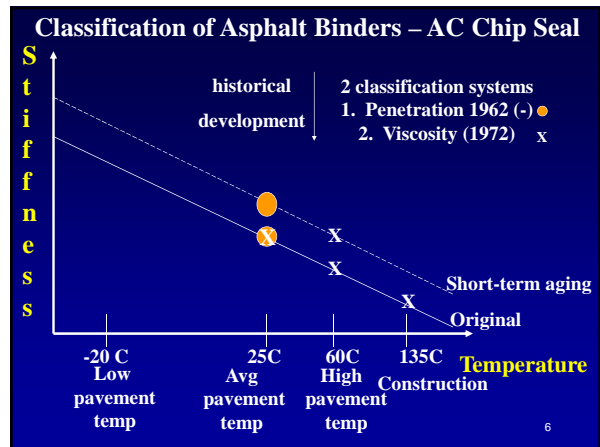 Classification of Asphalt Binders – AC Chip Seal
Stiffness
historical
development
2 classification systems
1. Penetration 1962 (-)
2. Viscosity (1972) X
X
X
X
X
Short-term aging
Original
-20 C
25C
60C
135C
Temperature
Low
pavement
temp
Avg
pavement
temp
High
pavement
temp
Construction
6